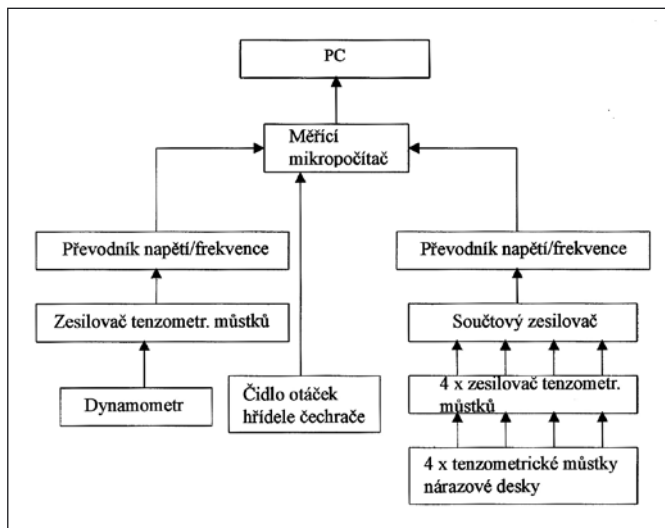 PC
Měřící
mikropočítač
Převodník napětí/frekvence
Převodník napětí/frekvence
Zesilovač tenzometr. můstků
Součtový zesilovač
Dynamometr
Čidlo otáček
hřídele čechrače
4 x zesilovač tenzometr.
můstků
4 x tenzometrické můstky
nárazové desky